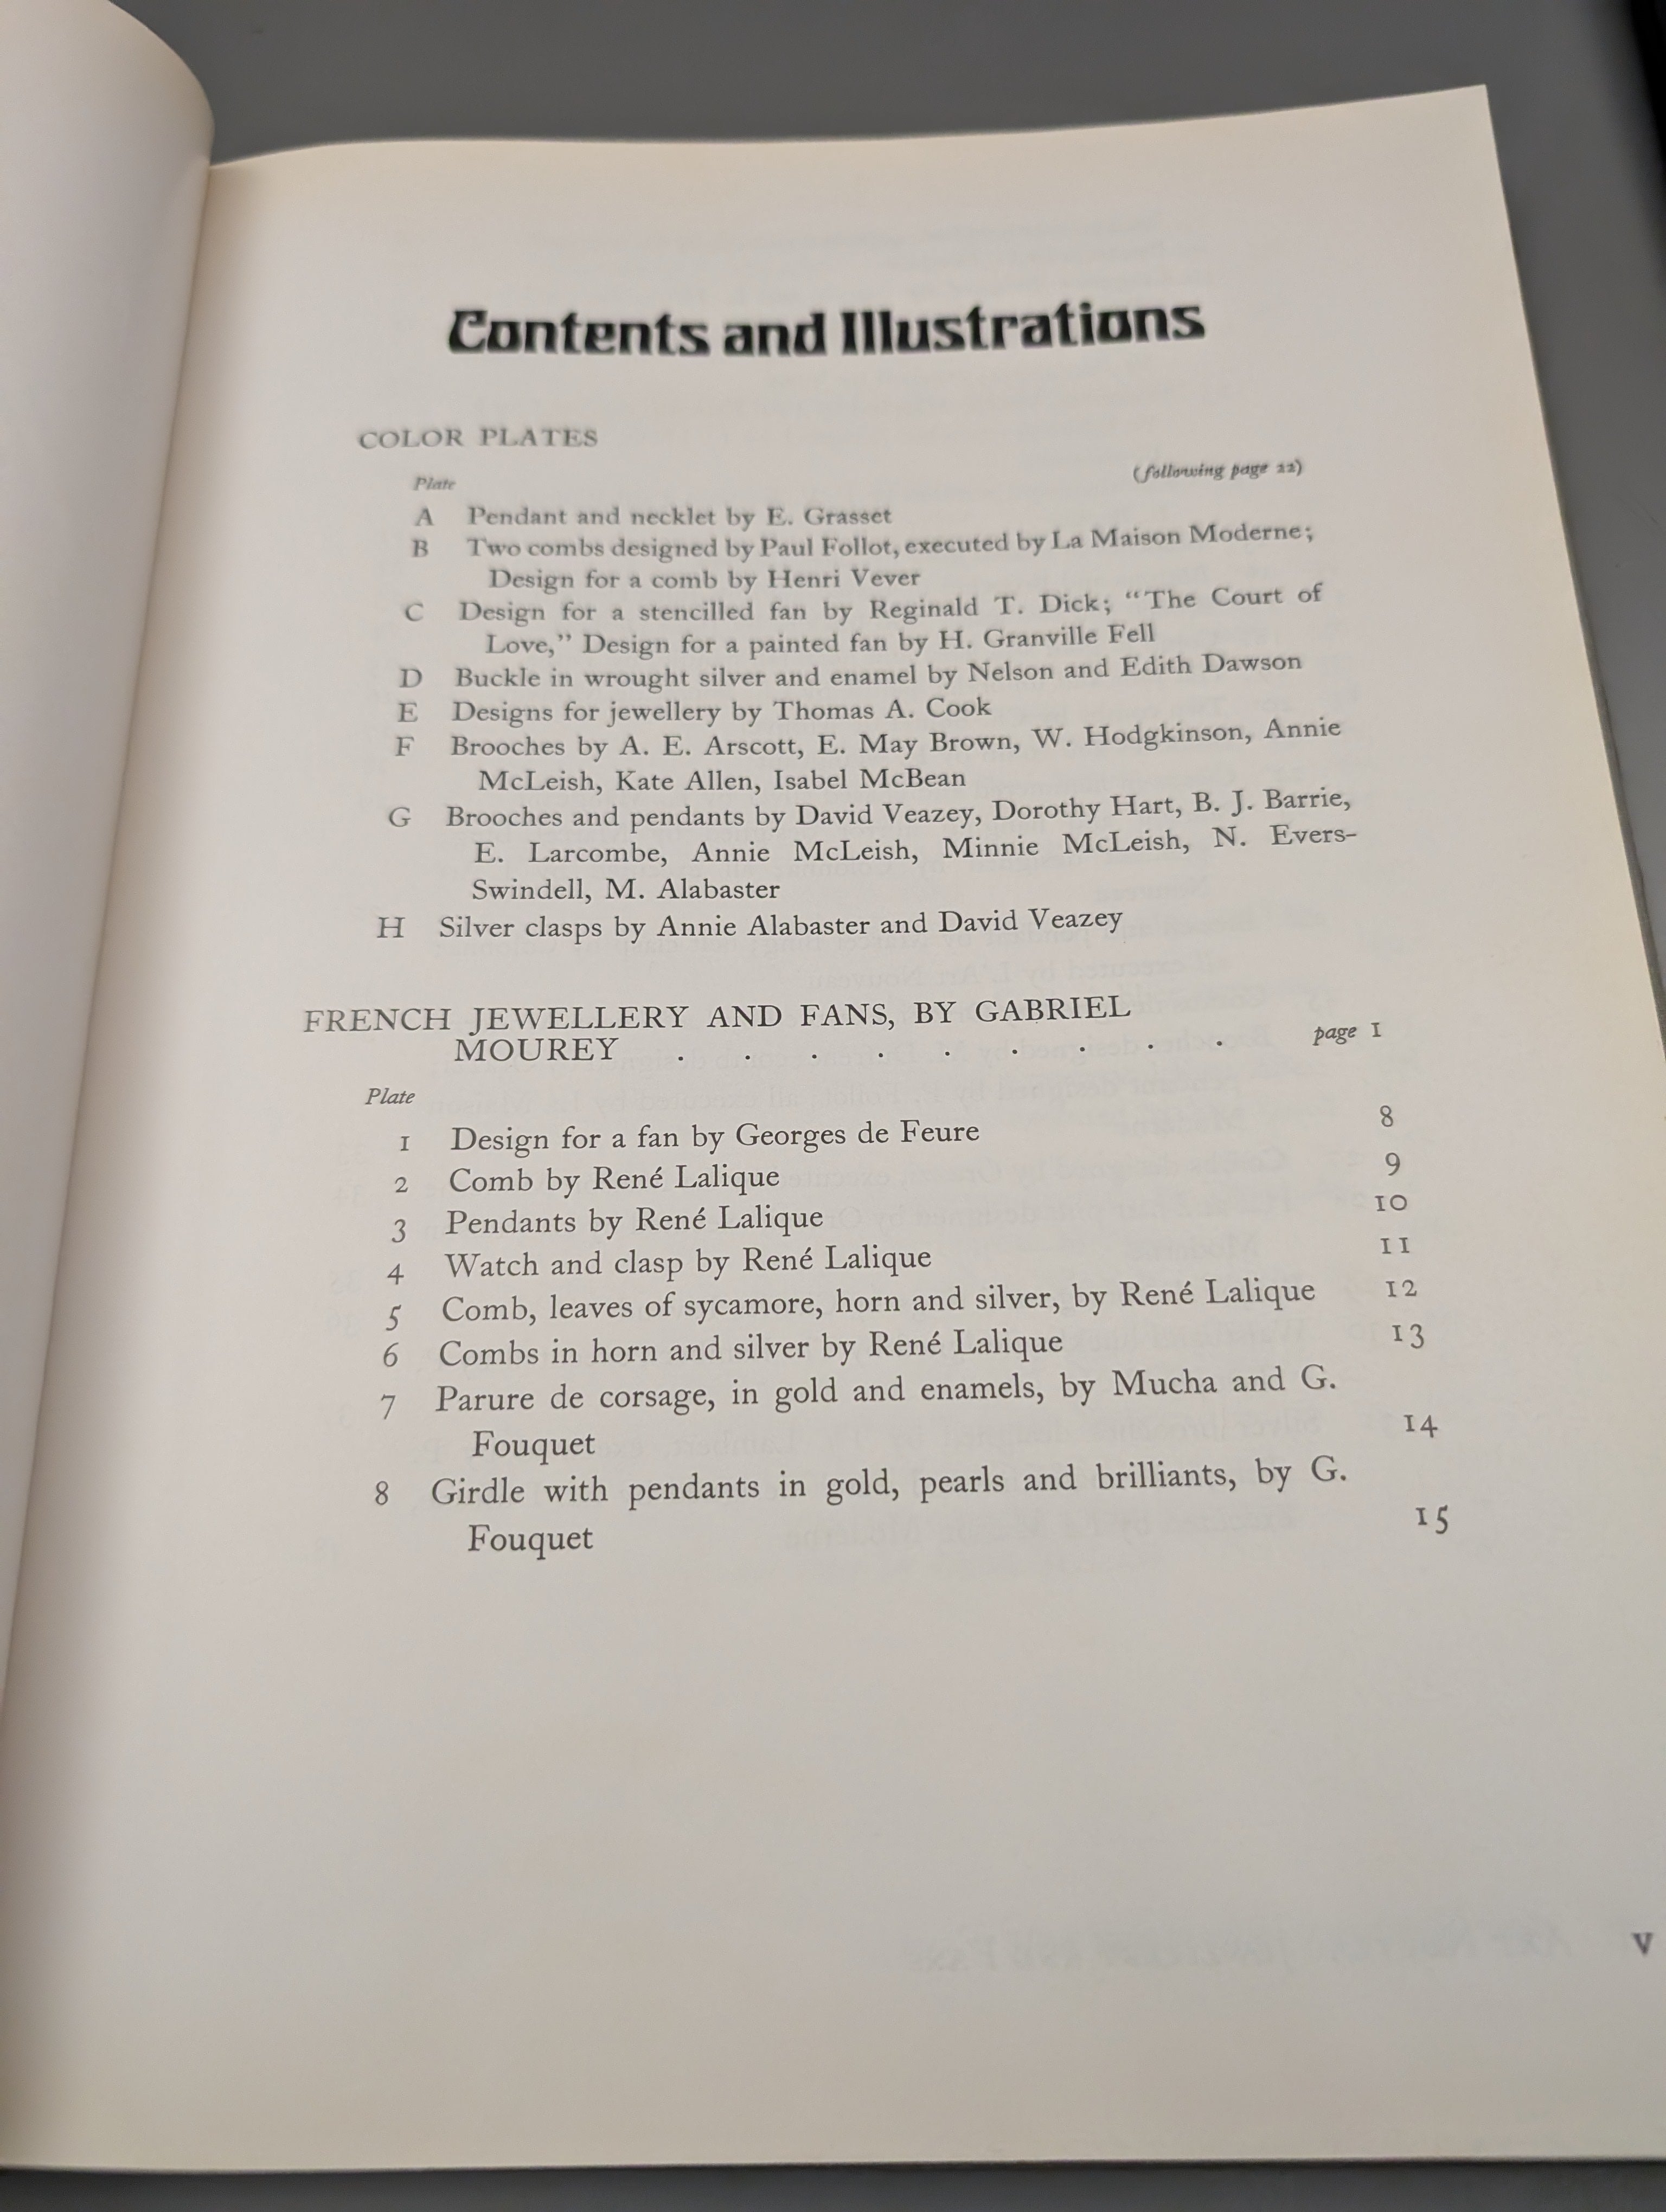 Contents and Illustrations
COLOR PLATES
(following page 22)
Plate
A Pendant and necklet by E. Grasset
B Two combs designed by Paul Follot, executed by La Maison Moderne;
Design for a comb by Henri Vever
C Design for a stencilled fan by Reginald T. Dick; “The Court of
Love,” Design for a painted fan by H. Granville Fell
D Buckle in wrought silver and enamel by Nelson and Edith Dawson
E Designs for jewellery by Thomas A. Cook
F Brooches by A. E. Arscott, E. May Brown, W. Hodgkinson, Annie
McLeish, Kate Allen, Isabel McBean
G Brooches and pendants by David Veazey, Dorothy Hart, B. J. Barrie,
E. Larcombe, Annie McLeish, Minnie McLeish, N. Evers-
Swindell, M. Alabaster
H Silver clasps by Annie Alabaster and David Veazey
FRENCH JEWELLERY AND FANS, BY GABRIEL
MOUREY . . . . . . . . . page 1
Plate
1 Design for a fan by Georges de Feure 8
2 Comb by René Lalique 9
3 Pendants by René Lalique 10
4 Watch and clasp by René Lalique 11
5 Comb, leaves of sycamore, horn and silver, by René Lalique 12
6 Combs in horn and silver by René Lalique 13
7 Parure de corsage, in gold and enamels, by Mucha and G.
Fouquet 14
8 Girdle with pendants in gold, pearls and brilliants, by G.
Fouquet 15
v